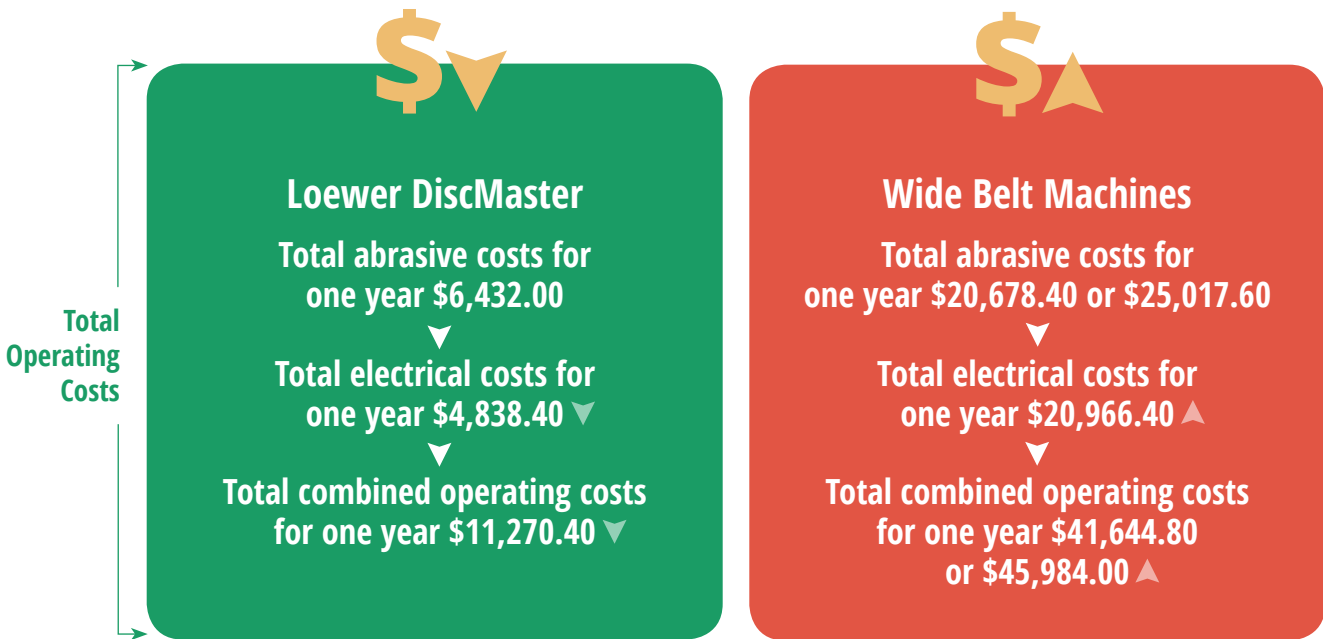 $
Loewer DiscMaster
Total abrasive costs for
one year $6,432.00
Total electrical costs for
one year $4,838.40
Total combined operating costs
for one year $11,270.40
$
Wide Belt Machines
Total abrasive costs for
one year $20,678.40 or $25,017.60
Total electrical costs for
one year $20,966.40
Total combined operating costs
for one year $41,644.80
or $45,984.00
Total
Operating
Costs